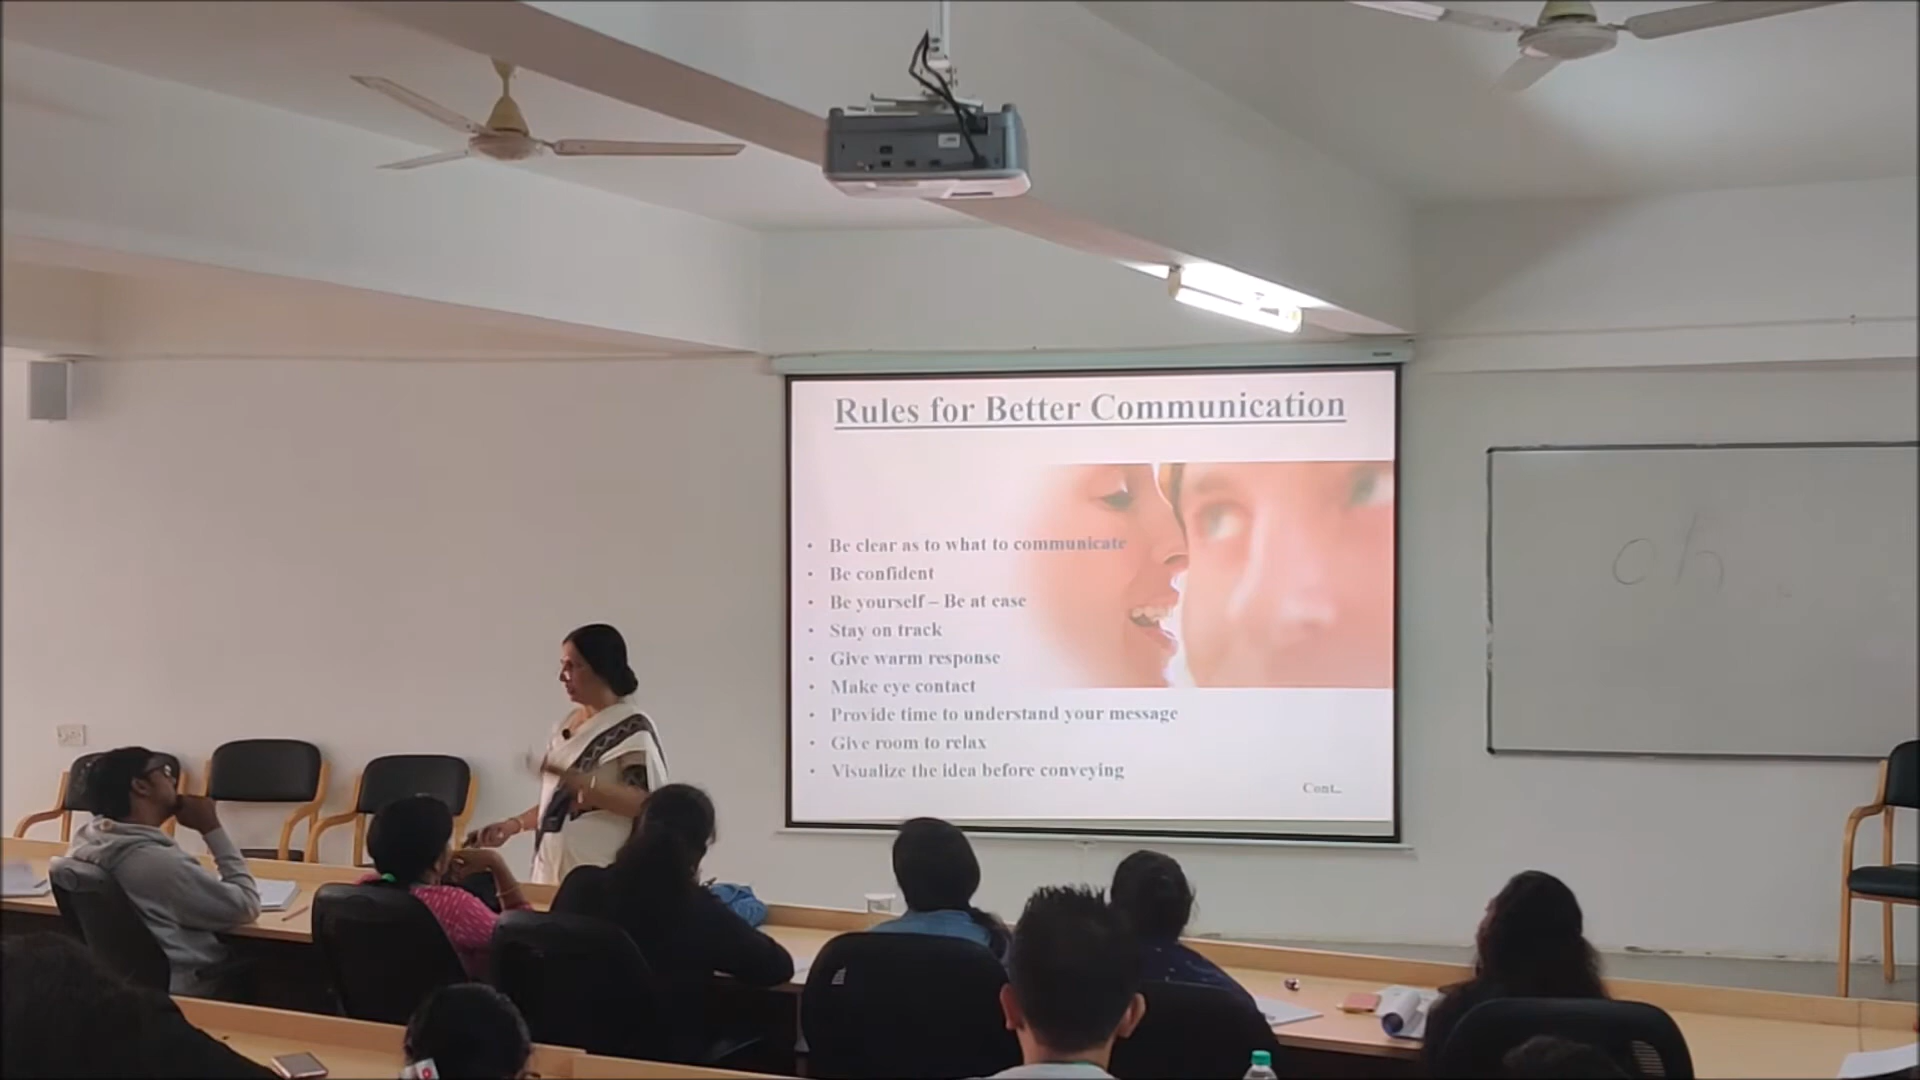 Rules for Better Communication
• Be clear as to what to communicate
• Be confident
• Be yourself – Be at ease
• Stay on track
• Give warm response
• Make eye contact
• Provide time to understand your message
• Give room to relax
• Visualize the idea before conveying
Cont..